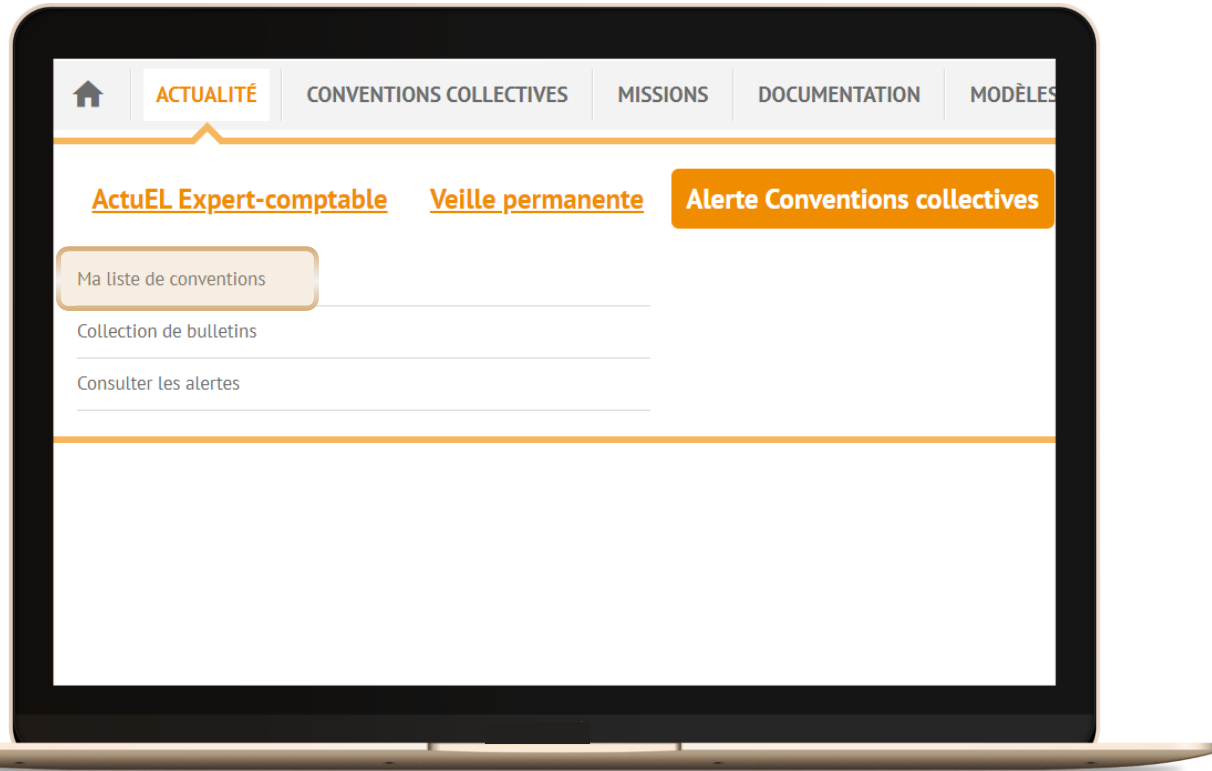 ACTUALITÉ CONVENTIONS COLLECTIVES MISSIONS DOCUMENTATION MODÈLES
ActuEL Expert-comptable Veille permanente Alerte Conventions collectives
Ma liste de conventions
Collection de bulletins
Consulter les alertes